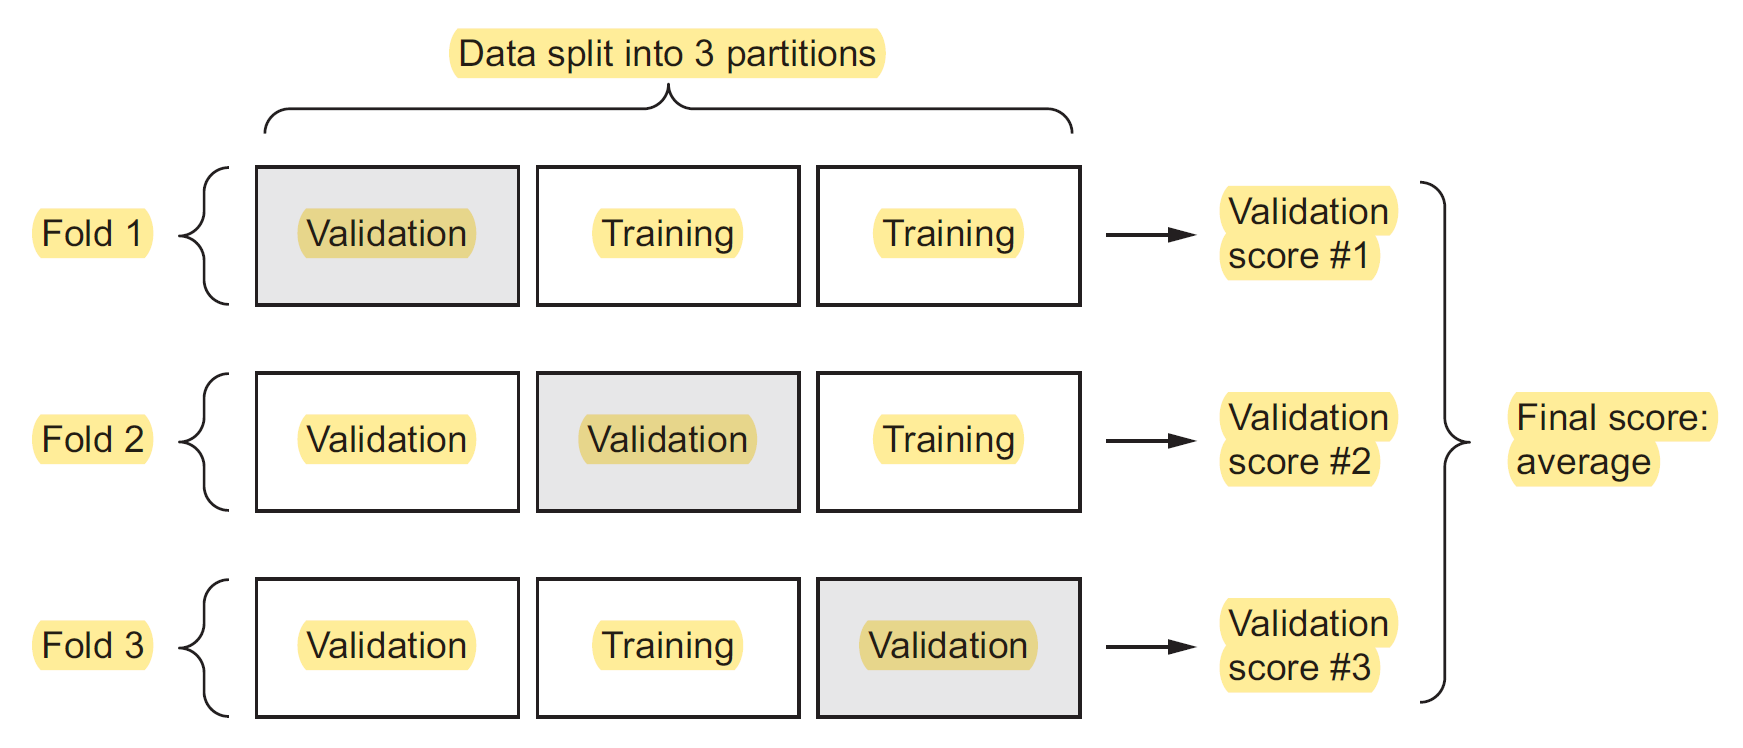 Data split into 3 partitions
Fold 1
Validation
Training
Training
Validation
score #1
Fold 2
Validation
Validation
Training
Validation
score #2
Final score:
average
Fold 3
Validation
Training
Validation
Validation
score #3